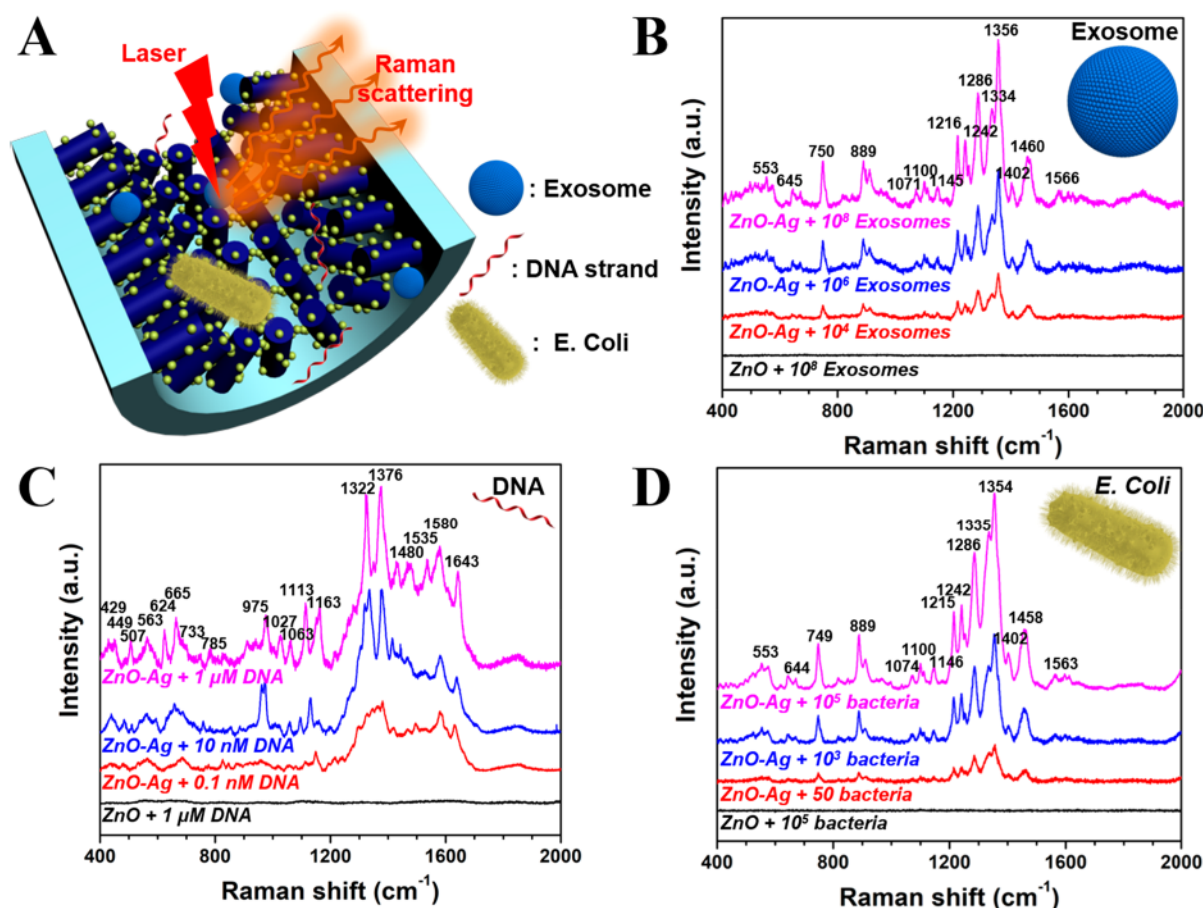 A
Laser
Raman
scattering
: Exosome
: DNA strand
: E. Coli
B
Exosome
1356
1286
1334
1216
1242
1460
750
889
553
645
1071
1100
1145
1402
1566
ZnO-Ag + 10⁸ Exosomes
ZnO-Ag + 10⁶ Exosomes
ZnO-Ag + 10⁴ Exosomes
ZnO + 10⁸ Exosomes
Intensity (a.u.)
400 800 1200 1600 2000
Raman shift (cm⁻¹)
C
DNA
1376
1322
1580
1535
1480
1643
1113
1163
975
1027
1063
665
624
733
785
429
449
563
507
ZnO-Ag + 1 μM DNA
ZnO-Ag + 10 nM DNA
ZnO-Ag + 0.1 nM DNA
ZnO + 1 μM DNA
Intensity (a.u.)
400 800 1200 1600 2000
Raman shift (cm⁻¹)
D
E. Coli
1354
1335
1286
1242
1215
1458
1402
749
889
553
644
1074
1100
1146
1563
ZnO-Ag + 10⁵ bacteria
ZnO-Ag + 10³ bacteria
ZnO-Ag + 50 bacteria
ZnO + 10⁵ bacteria
Intensity (a.u.)
400 800 1200 1600 2000
Raman shift (cm⁻¹)